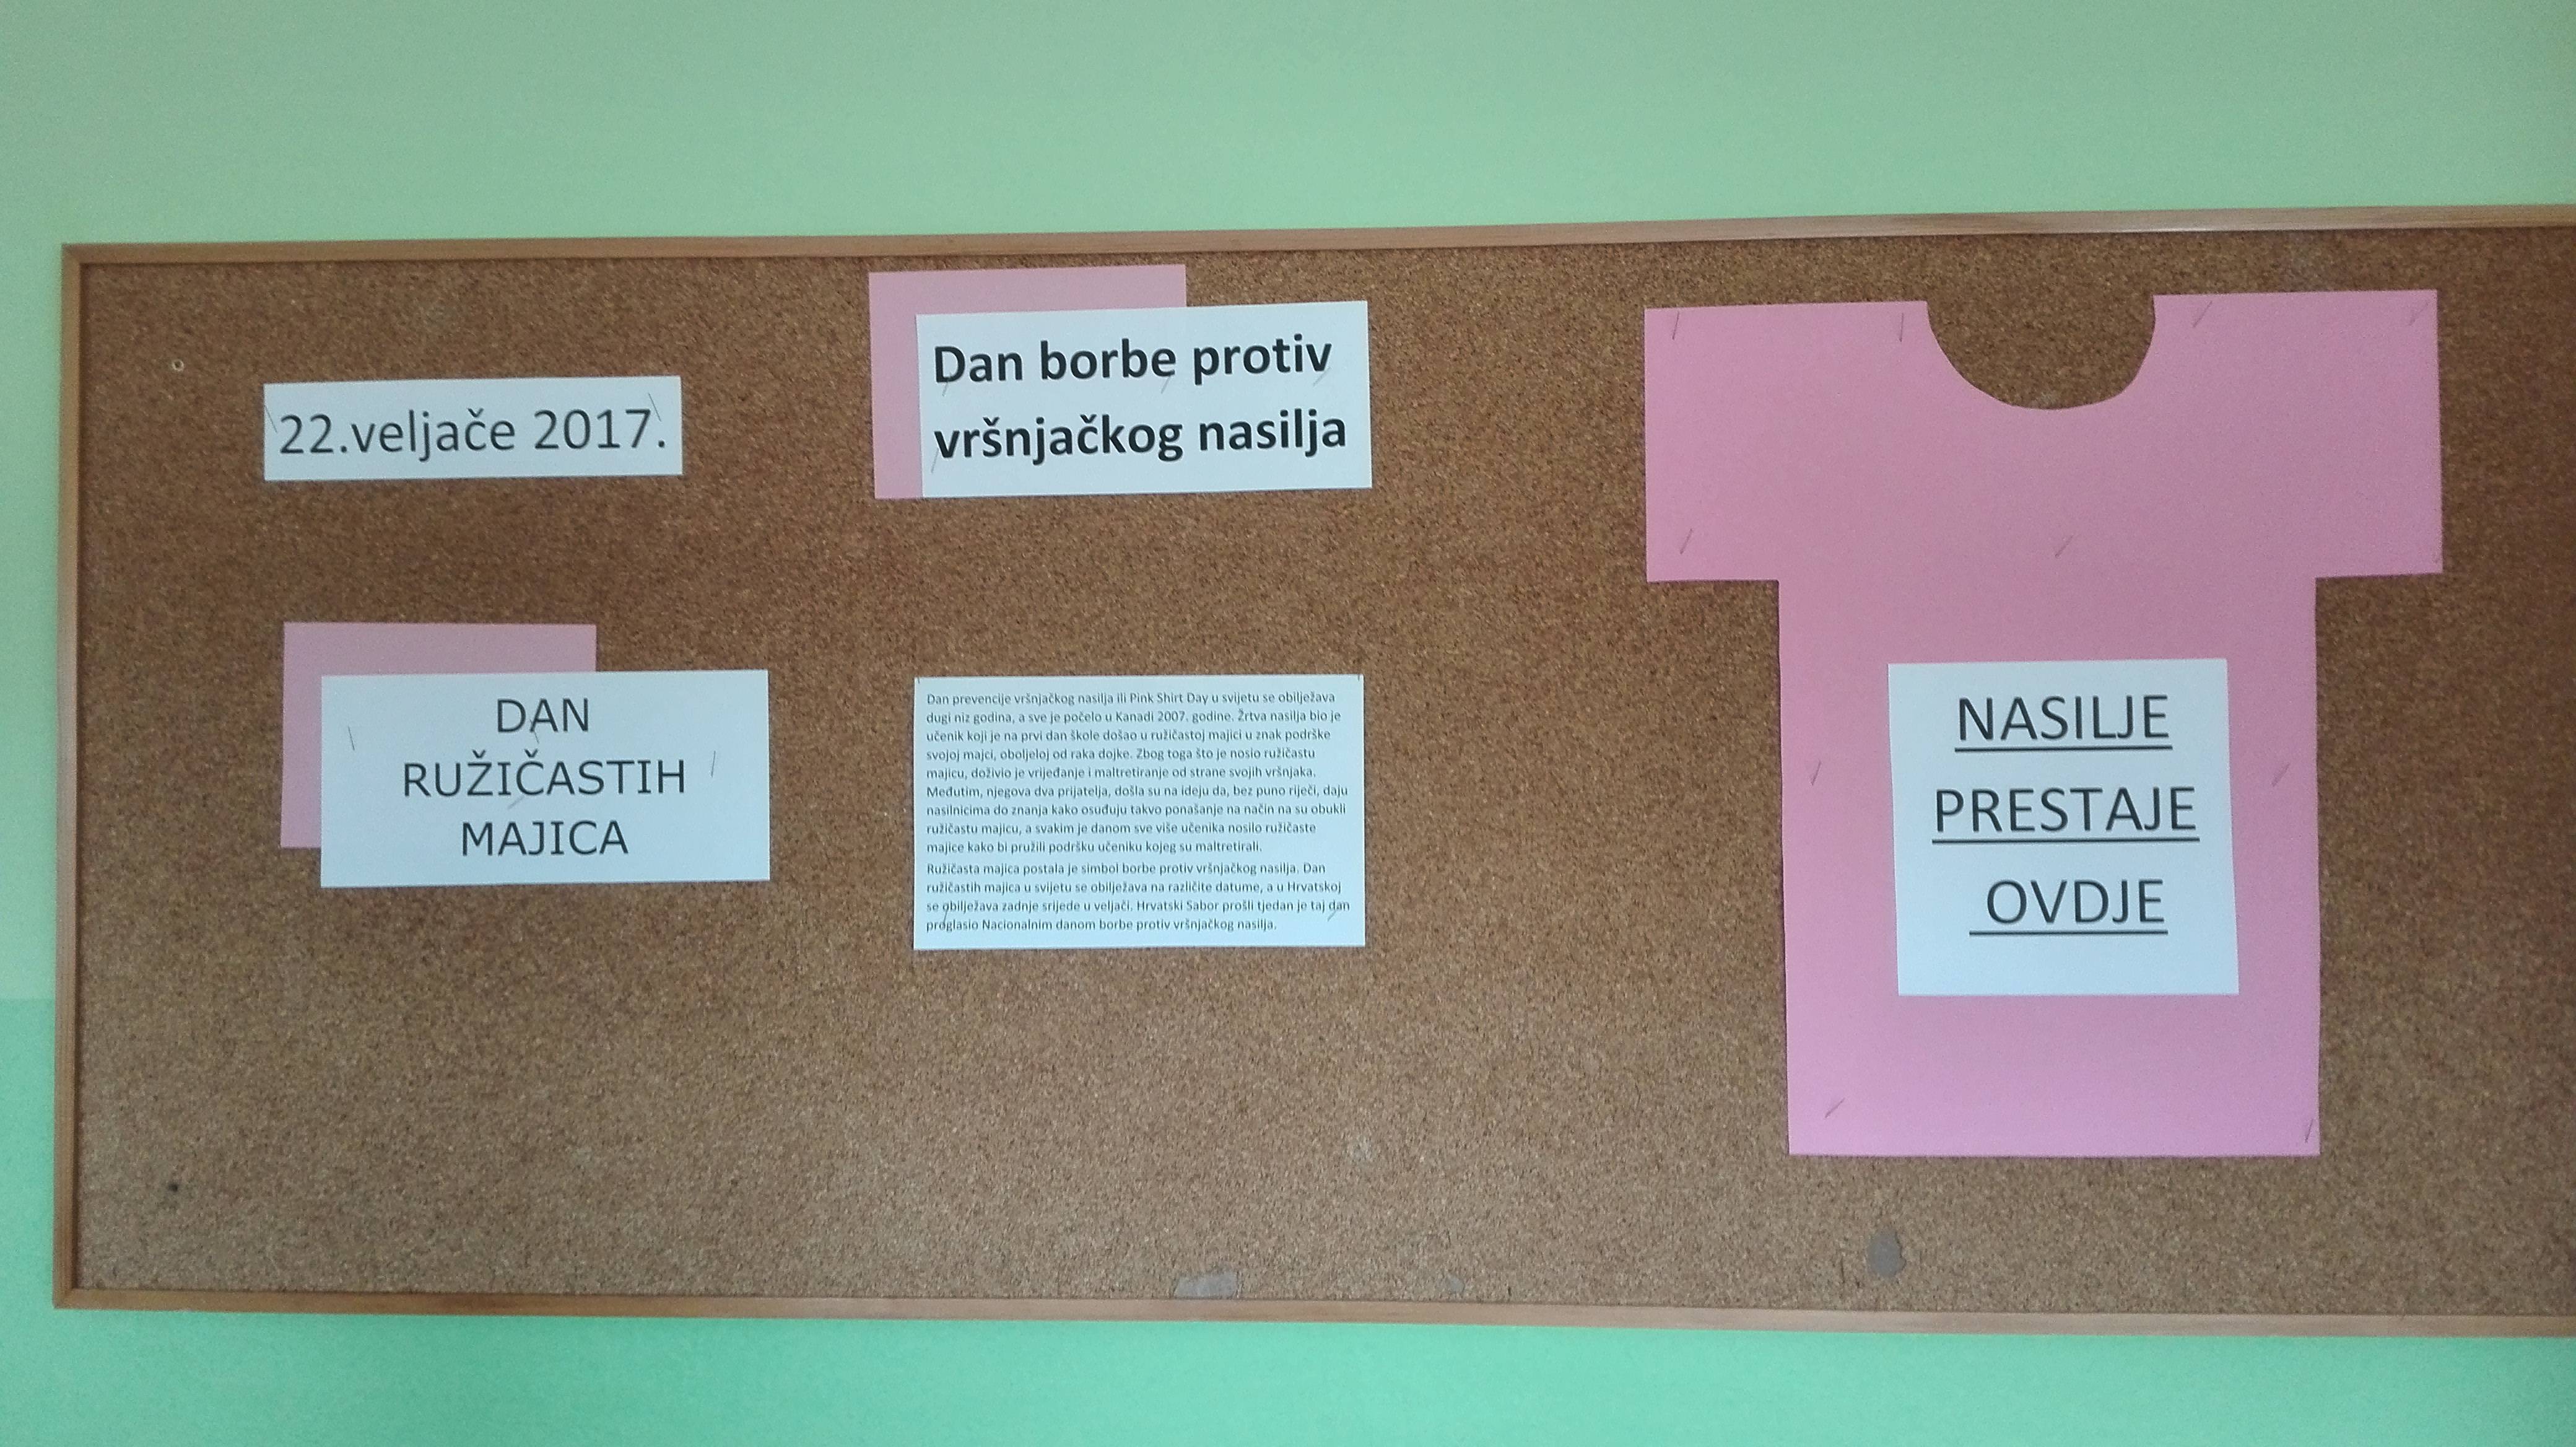 22.veljače 2017.
Dan borbe protiv
vršnjačkog nasilja
DAN
RUŽIČASTIH
MAJICA
Dan prevencije vršnjačkog nasilja ili Pink Shirt Day u svijetu se obilježava
dugi niz godina, a sve je počelo u Kanadi 2007. godine. Žrtva nasilja bio je
učenik koji je na prvi dan škole došao u ružičastoj majici u znak podrške
svojoj majci, oboljeloj od raka dojke. Zbog toga što je nosio ružičastu
majicu, doživio je vrijeđanje i maltretiranje od strane svojih vršnjaka.
Međutim, njegova dva prijatelja, došla su na ideju da, bez puno riječi, daju
nasilnicima do znanja kako osuđuju takvo ponašanje na način na su obukli
ružičastu majicu, a svakim je danom sve više učenika nosilo ružičaste
majice kako bi pružili podršku učeniku kojeg su maltretirali.
Ružičasta majica postala je simbol borbe protiv vršnjačkog nasilja. Dan
ružičastih majica u svijetu se obilježava na različite datume, a u Hrvatskoj
se obilježava zadnje srijede u veljači. Hrvatski Sabor prošli tjedan je taj dan
proglasio Nacionalnim danom borbe protiv vršnjačkog nasilja.
NASILJE
PRESTAJE
OVDJE